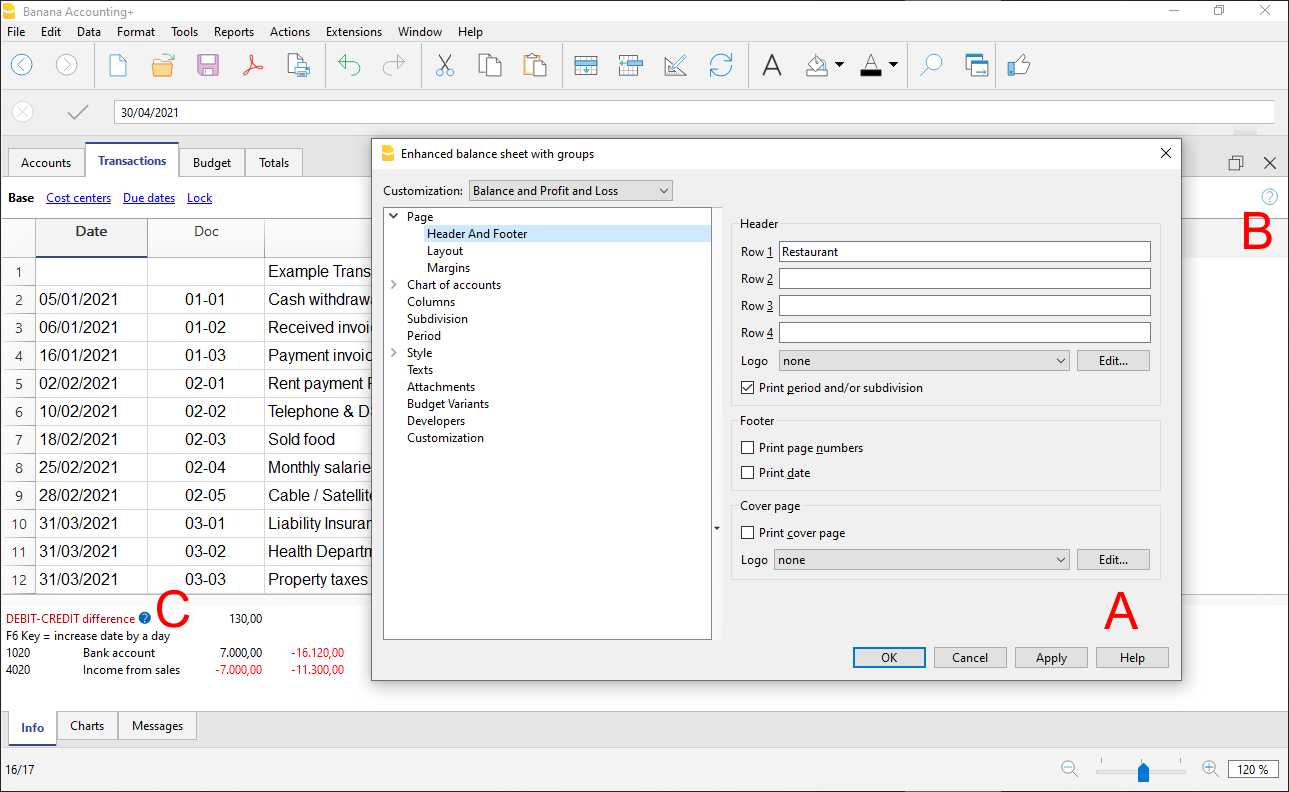 Banana Accounting+
File Edit Data Format Tools Reports Actions Extensions Window Help
30/04/2021
Accounts Transactions Budget Totals
Base Cost centers Due dates Lock
Date Doc
1 Example Trans
2 05/01/2021 01-01 Cash withdrawa
3 06/01/2021 01-02 Received invoi
4 16/01/2021 01-03 Payment invoic
5 02/02/2021 02-01 Rent payment F
6 10/02/2021 02-02 Telephone & D
7 18/02/2021 02-03 Sold food
8 25/02/2021 02-04 Monthly salaries
9 28/02/2021 02-05 Cable / Satellite
10 31/03/2021 03-01 Liability Insuran
11 31/03/2021 03-02 Health Departm
12 31/03/2021 03-03 Property taxes
Enhanced balance sheet with groups
Customization: Balance and Profit and Loss
Page
Header And Footer
Layout
Margins
Chart of accounts
Columns
Subdivision
Period
Style
Texts
Attachments
Budget Variants
Developers
Customization
Header
Row 1 Restaurant
Row 2
Row 3
Row 4
Logo none Edit...
Print period and/or subdivision
Footer
Print page numbers
Print date
Cover page
Print cover page
Logo none Edit...
A
OK Cancel Apply Help
?
B
DEBIT-CREDIT difference ? C 130,00
F6 Key = increase date by a day
1020 Bank account 7.000,00 -16.120,00
4020 Income from sales -7.000,00 -11.300,00
Info Charts Messages
16/17 120 %